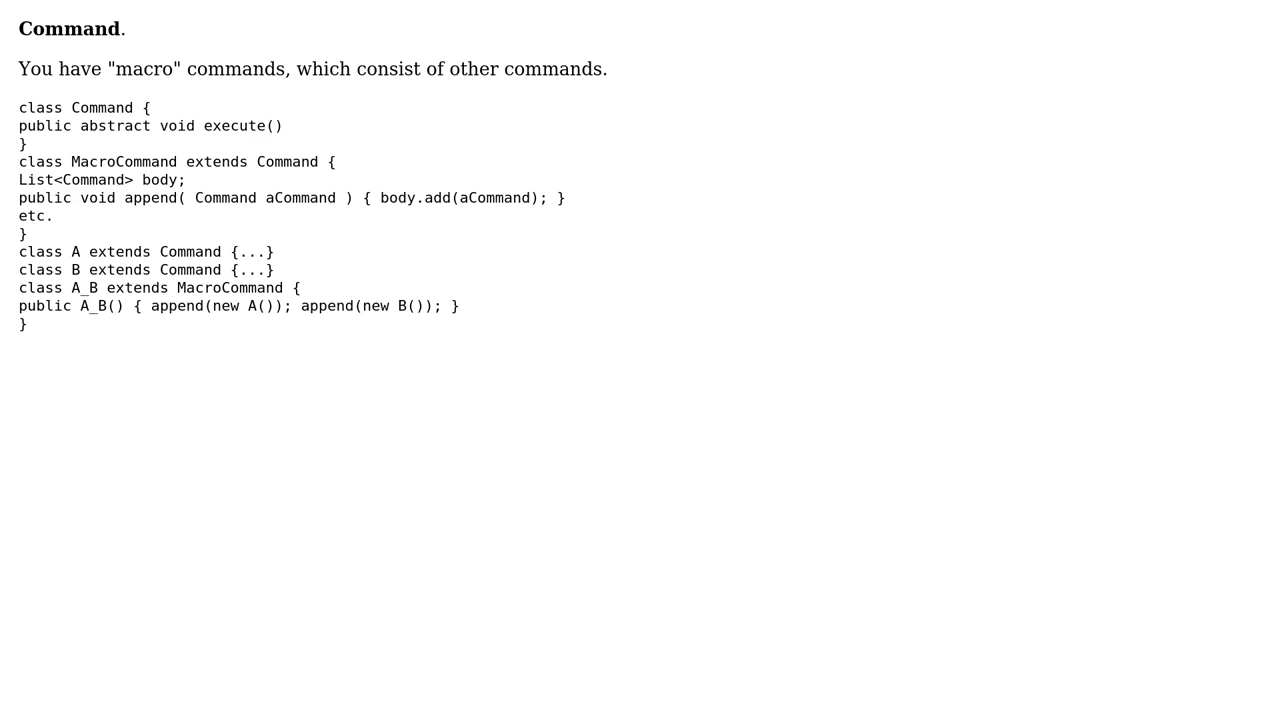 Command.
You have "macro" commands, which consist of other commands.
class Command {
public abstract void execute()
}
class MacroCommand extends Command {
List<Command> body;
public void append( Command aCommand ) { body.add(aCommand); }
etc.
}
class A extends Command {...}
class B extends Command {...}
class A_B extends MacroCommand {
public A_B() { append(new A()); append(new B()); }
}